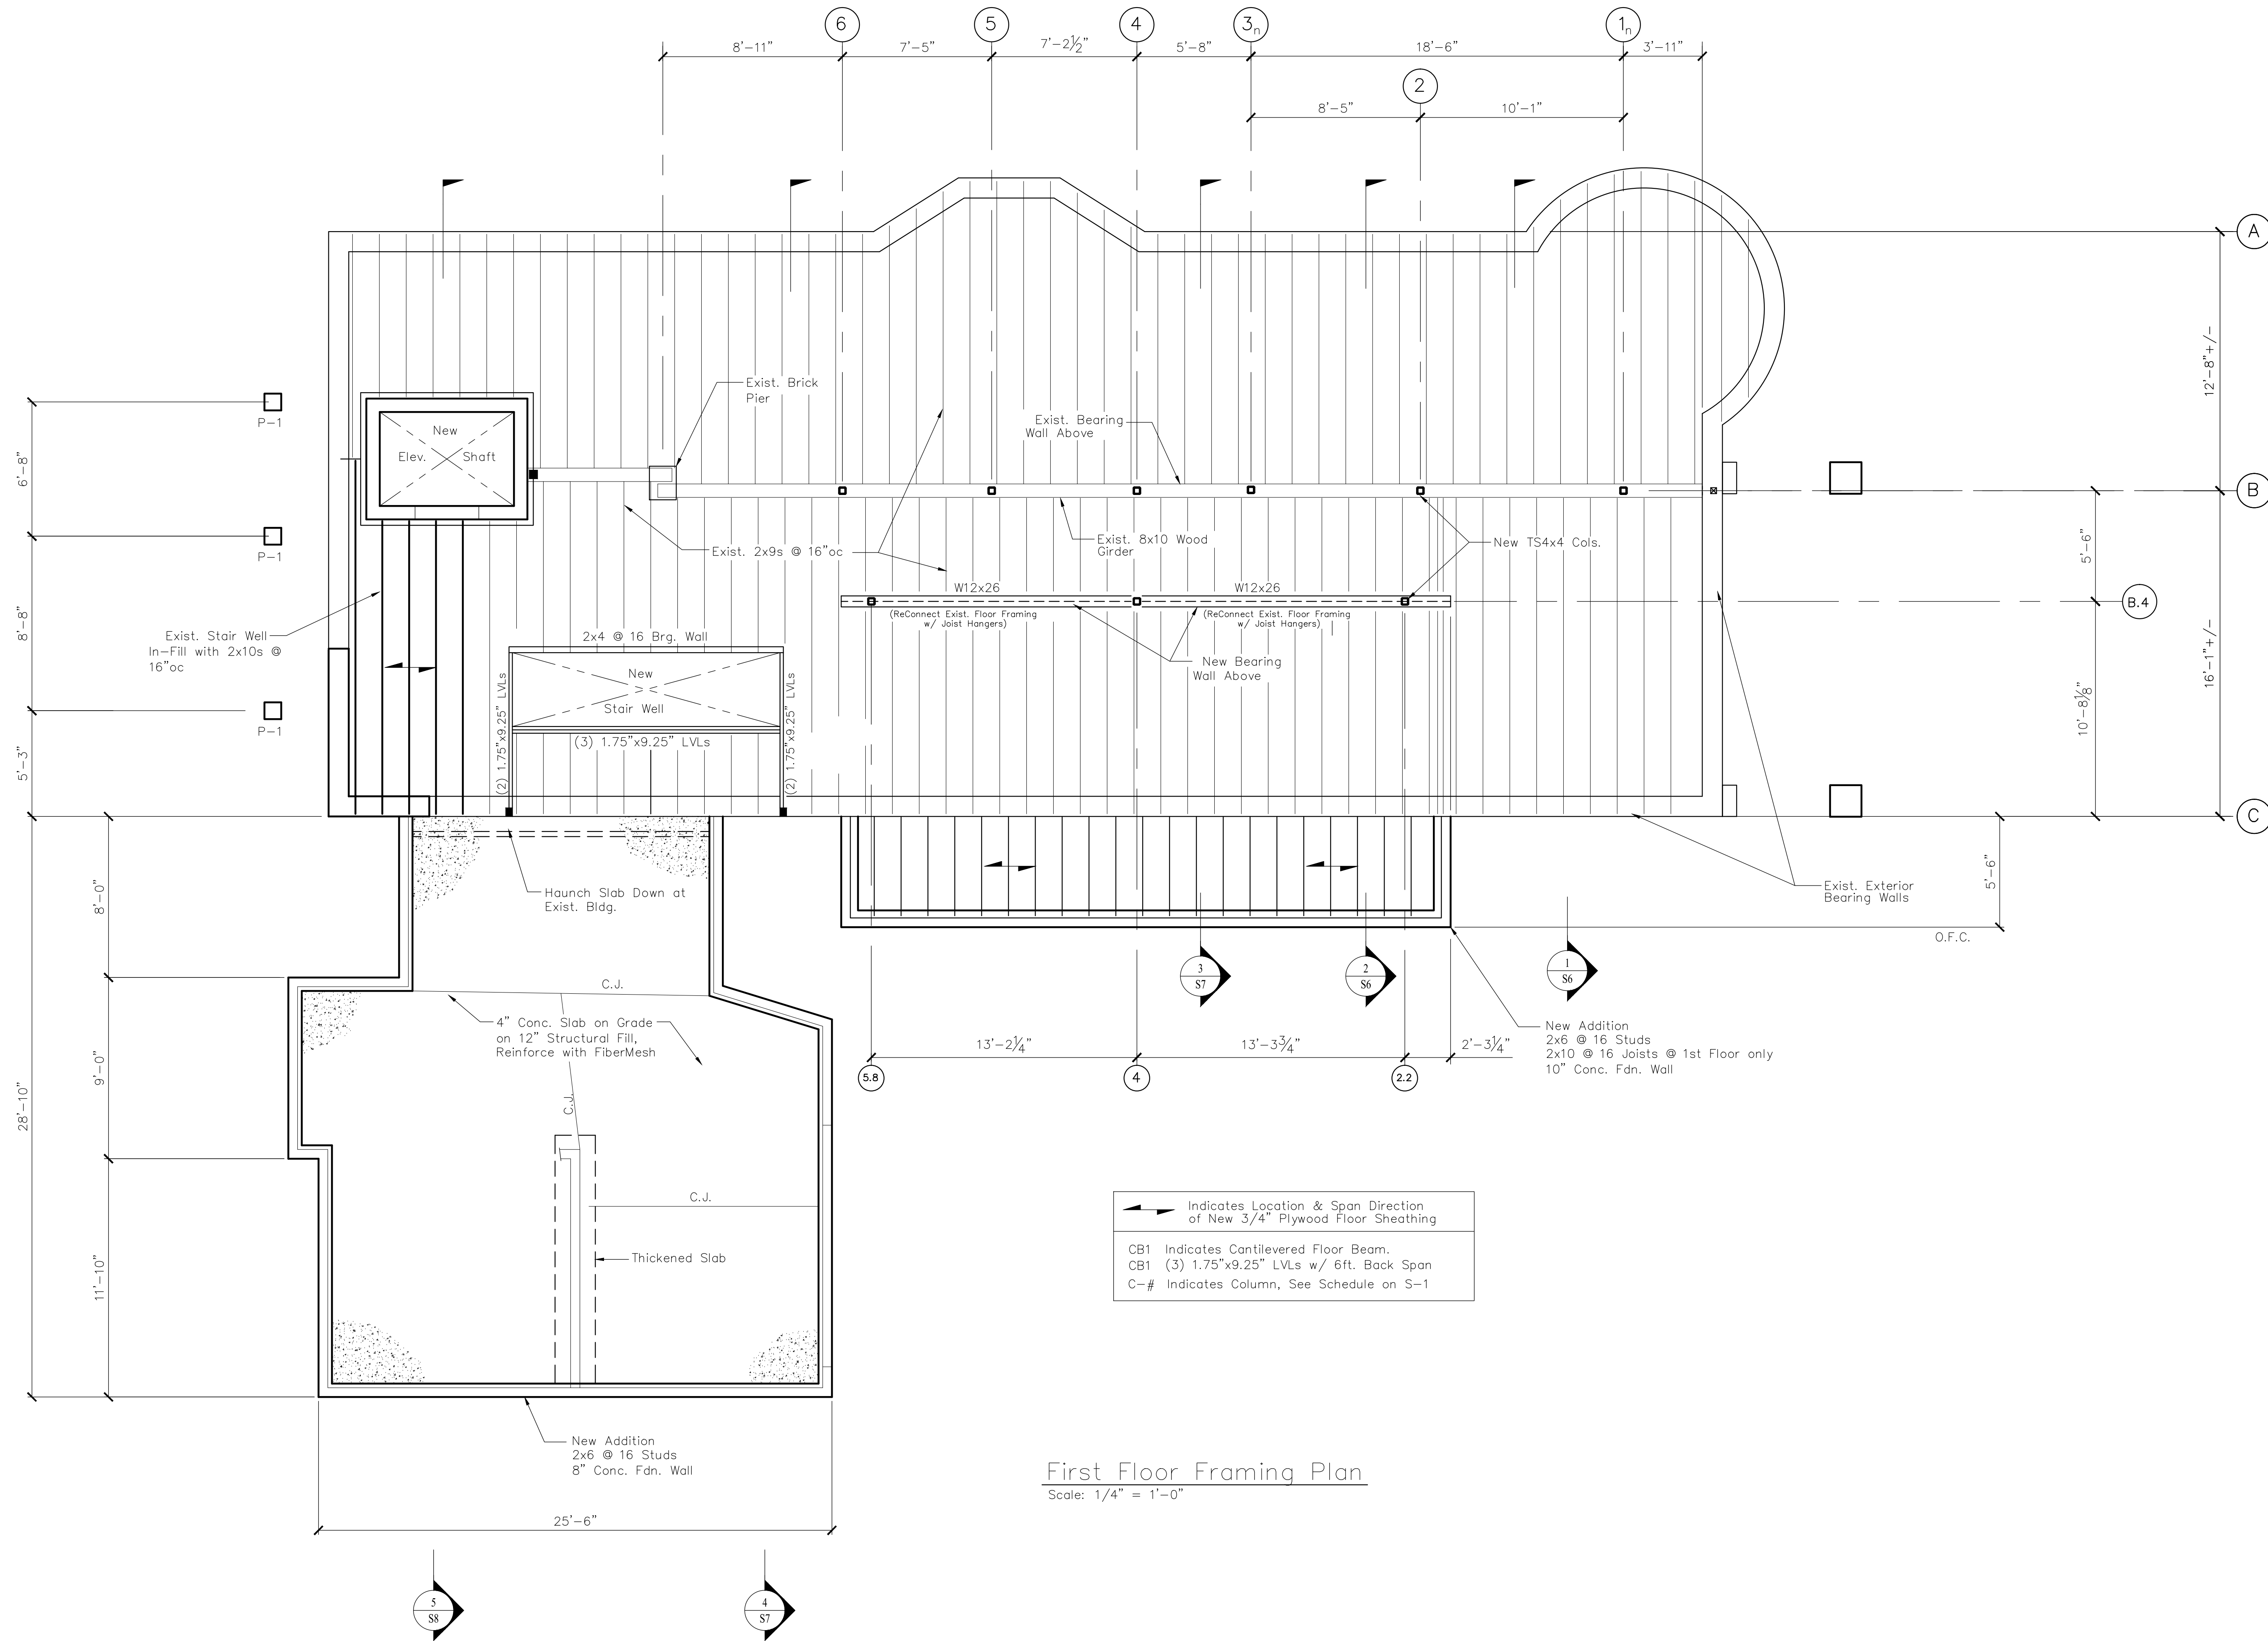 6
5
4
3n
1n
8'-11"
7'-5"
7'-2½"
5'-8"
18'-6"
3'-11"
2
8'-5"
10'-1"
A
12'-8"+/-
Exist. Brick
Pier
Exist. Bearing
Wall Above
New
Elev. Shaft
P-1
P-1
P-1
6'-8"
8'-8"
5'-3"
B
Exist. 2x9s @ 16"oc
Exist. 8x10 Wood
Girder
New TS4x4 Cols.
5'-6"
B.4
W12x26
W12x26
(ReConnect Exist. Floor Framing
w/ Joist Hangers)
(ReConnect Exist. Floor Framing
w/ Joist Hangers)
Exist. Stair Well
In-Fill with 2x10s @
16"oc
2x4 @ 16 Brg. Wall
New
Stair Well
(2) 1.75"x9.25" LVLs
(2) 1.75"x9.25" LVLs
(3) 1.75"x9.25" LVLs
New Bearing
Wall Above
16'-1"+/-
10'-8⅛"
C
Haunch Slab Down at
Exist. Bldg.
Exist. Exterior
Bearing Walls
5'-6"
O.F.C.
8'-0"
9'-0"
11'-10"
28'-10"
3
S7
2
S6
1
S6
C.J.
4" Conc. Slab on Grade
on 12" Structural Fill,
Reinforce with FiberMesh
C.J.
C.J.
Thickened Slab
13'-2¼"
13'-3¾"
2'-3¼"
5.8
4
2.2
New Addition
2x6 @ 16 Studs
2x10 @ 16 Joists @ 1st Floor only
10" Conc. Fdn. Wall
Indicates Location & Span Direction
of New 3/4" Plywood Floor Sheathing
CB1 Indicates Cantilevered Floor Beam.
CB1 (3) 1.75"x9.25" LVLs w/ 6ft. Back Span
C-# Indicates Column, See Schedule on S-1
New Addition
2x6 @ 16 Studs
8" Conc. Fdn. Wall
First Floor Framing Plan
Scale: 1/4" = 1'-0"
25'-6"
5
S8
4
S7